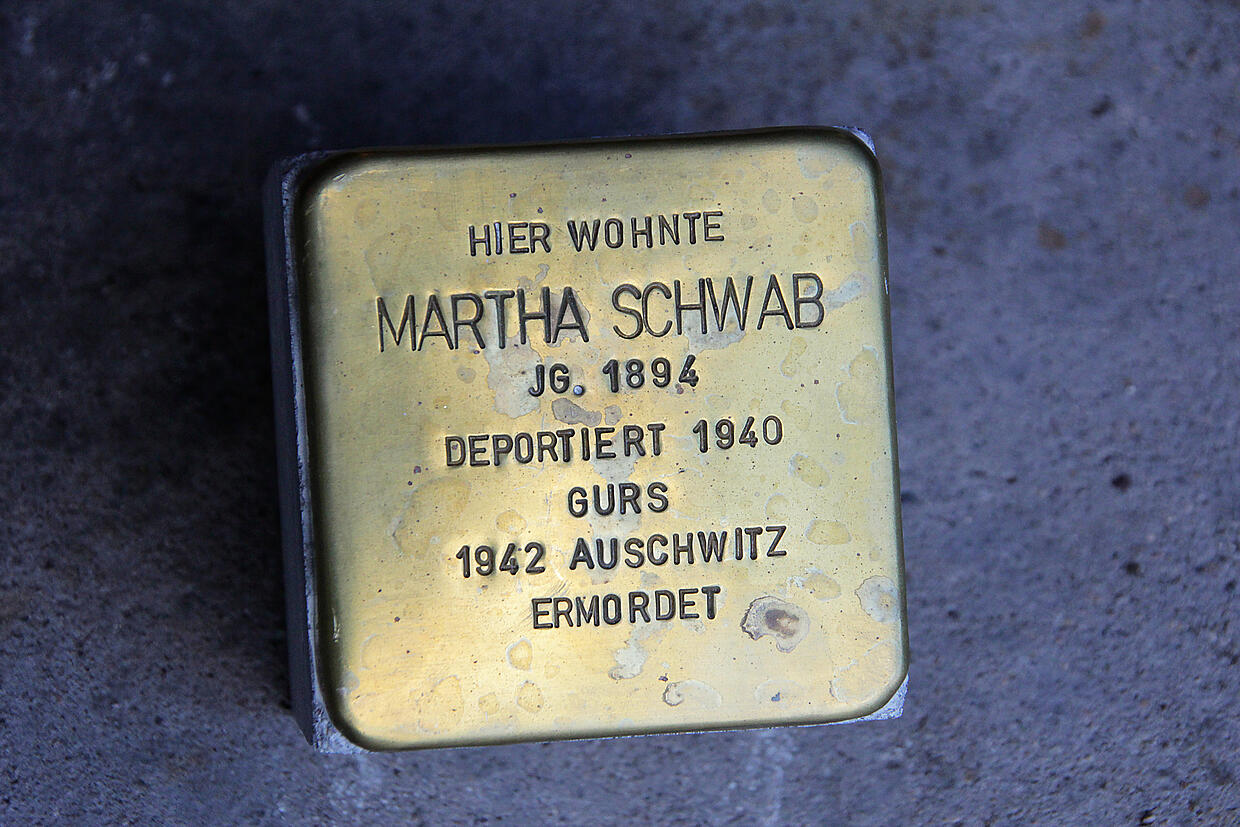 HIER WOHNTE
MARTHA SCHWAB
JG. 1894
DEPORTIERT 1940
GURS
1942 AUSCHWITZ
ERMORDET